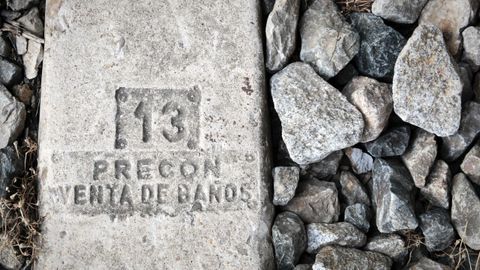 13
PRECON
VENTA DE BAÑOS